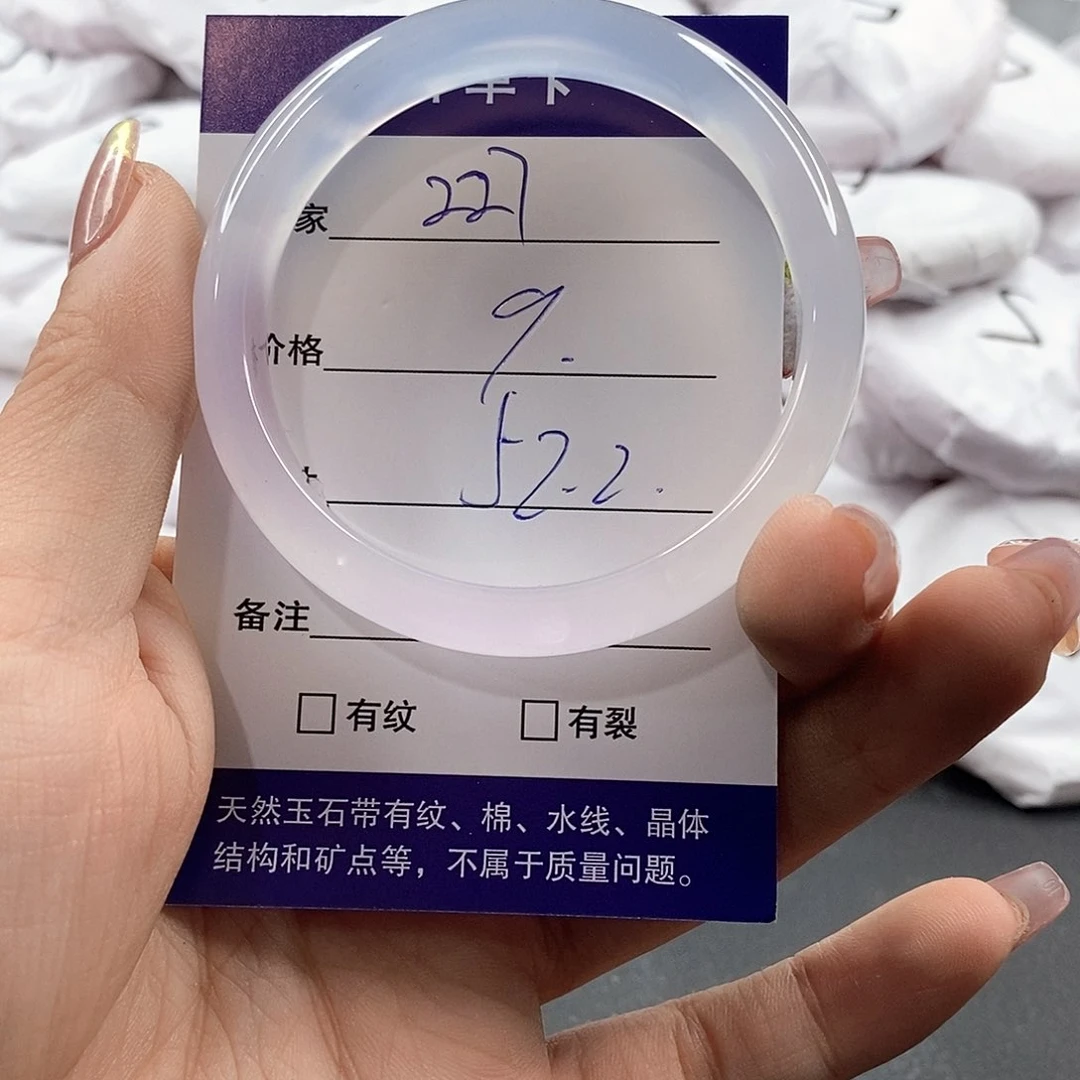 家 227
价格 9.
52.2.
备注
有纹 有裂
天然玉石带有纹、棉、水线、晶体
结构和矿点等，不属于质量问题。